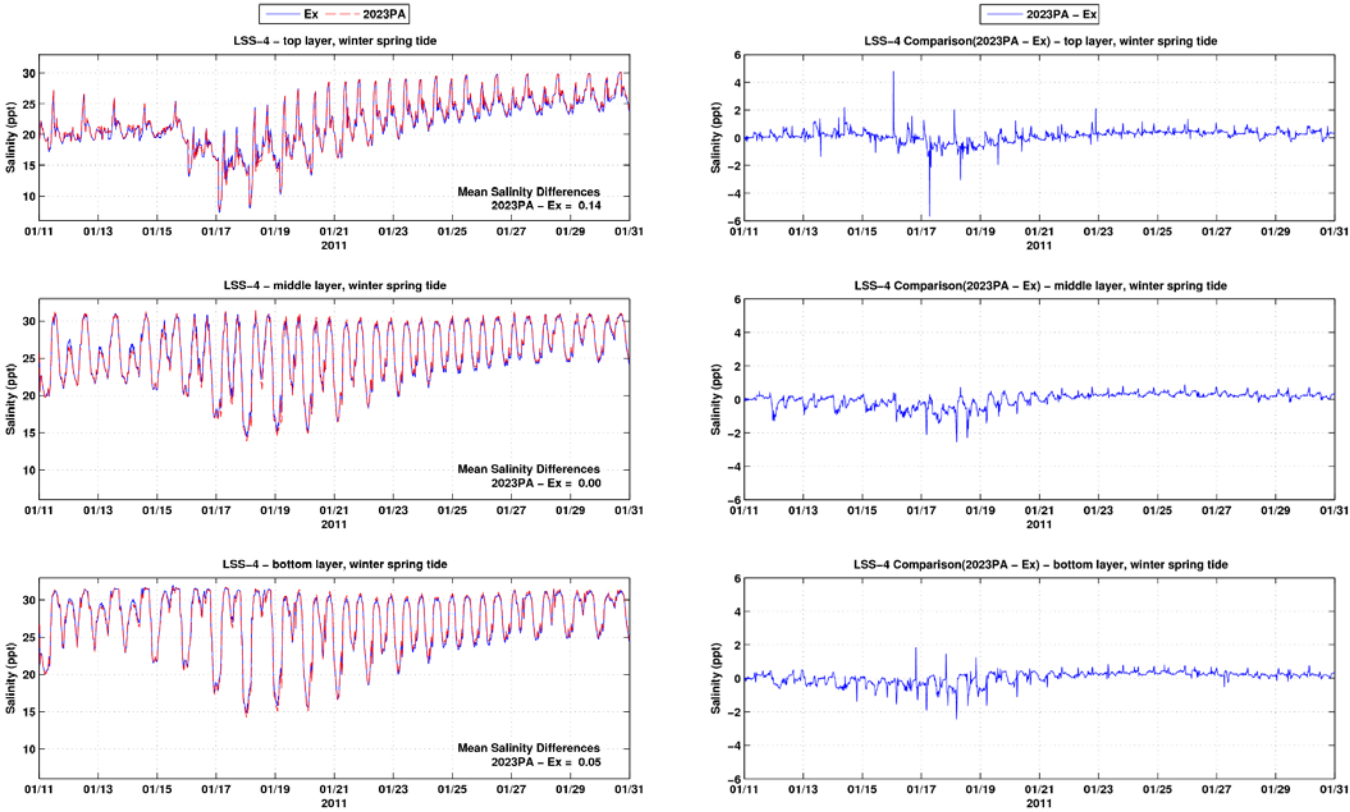 Ex 2023PA
LSS−4 − top layer, winter spring tide
Salinity (ppt)
30
25
20
15
10
Mean Salinity Differences
2023PA − Ex = 0.14
01/11 01/13 01/15 01/17 01/19 01/21 01/23 01/25 01/27 01/29 01/31
2011
2023PA − Ex
LSS−4 Comparison(2023PA − Ex) − top layer, winter spring tide
Salinity (ppt)
6
4
2
0
−2
−4
−6
01/11 01/13 01/15 01/17 01/19 01/21 01/23 01/25 01/27 01/29 01/31
2011
LSS−4 − middle layer, winter spring tide
Salinity (ppt)
30
25
20
15
10
Mean Salinity Differences
2023PA − Ex = 0.00
01/11 01/13 01/15 01/17 01/19 01/21 01/23 01/25 01/27 01/29 01/31
2011
LSS−4 Comparison(2023PA − Ex) − middle layer, winter spring tide
Salinity (ppt)
6
4
2
0
−2
−4
−6
01/11 01/13 01/15 01/17 01/19 01/21 01/23 01/25 01/27 01/29 01/31
2011
LSS−4 − bottom layer, winter spring tide
Salinity (ppt)
30
25
20
15
10
Mean Salinity Differences
2023PA − Ex = 0.05
01/11 01/13 01/15 01/17 01/19 01/21 01/23 01/25 01/27 01/29 01/31
2011
LSS−4 Comparison(2023PA − Ex) − bottom layer, winter spring tide
Salinity (ppt)
6
4
2
0
−2
−4
−6
01/11 01/13 01/15 01/17 01/19 01/21 01/23 01/25 01/27 01/29 01/31
2011